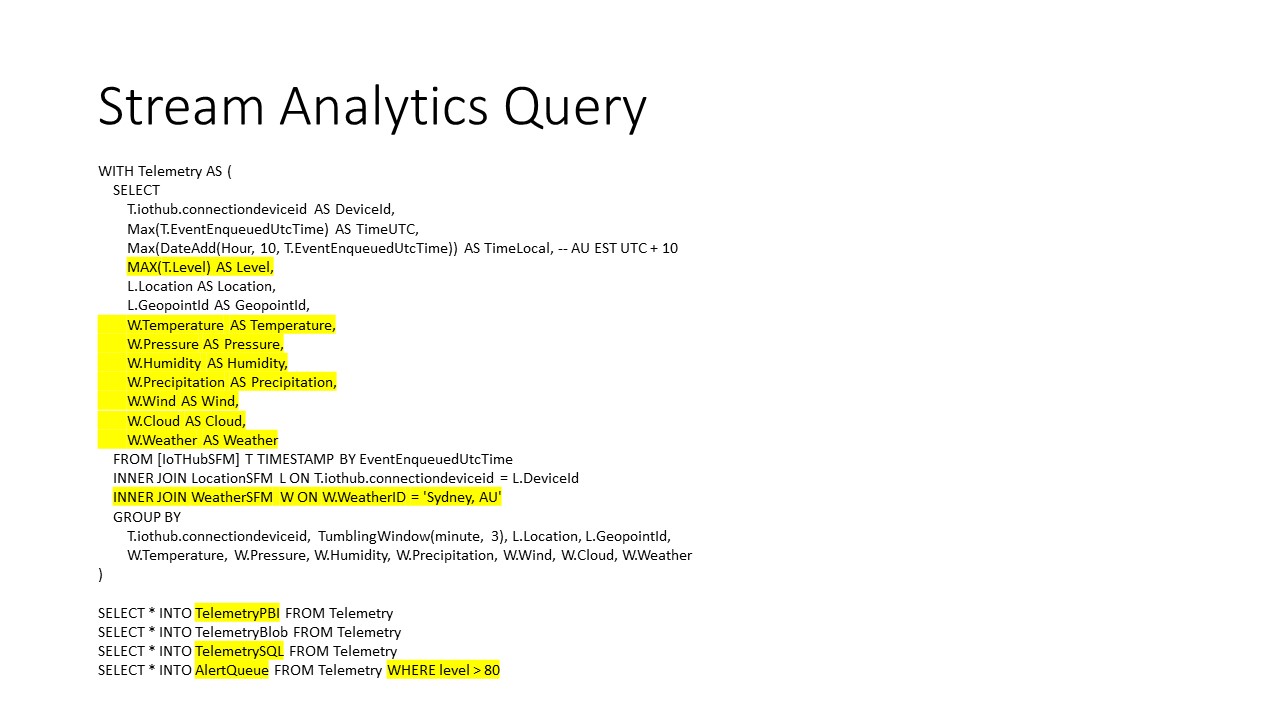 Stream Analytics Query
WITH Telemetry AS (
SELECT
T.iothub.connectiondeviceid AS DeviceId,
Max(T.EventEnqueuedUtcTime) AS TimeUTC,
Max(DateAdd(Hour, 10, T.EventEnqueuedUtcTime)) AS TimeLocal, -- AU EST UTC + 10
MAX(T.Level) AS Level,
L.Location AS Location,
L.GeopointId AS GeopointId,
W.Temperature AS Temperature,
W.Pressure AS Pressure,
W.Humidity AS Humidity,
W.Precipitation AS Precipitation,
W.Wind AS Wind,
W.Cloud AS Cloud,
W.Weather AS Weather
FROM [IoTHubSFM] T TIMESTAMP BY EventEnqueuedUtcTime
INNER JOIN LocationSFM L ON T.iothub.connectiondeviceid = L.DeviceId
INNER JOIN WeatherSFM W ON W.WeatherID = 'Sydney, AU'
GROUP BY
T.iothub.connectiondeviceid, TumblingWindow(minute, 3), L.Location, L.GeopointId,
W.Temperature, W.Pressure, W.Humidity, W.Precipitation, W.Wind, W.Cloud, W.Weather
)
SELECT * INTO TelemetryPBI FROM Telemetry
SELECT * INTO TelemetryBlob FROM Telemetry
SELECT * INTO TelemetrySQL FROM Telemetry
SELECT * INTO AlertQueue FROM Telemetry WHERE level > 80